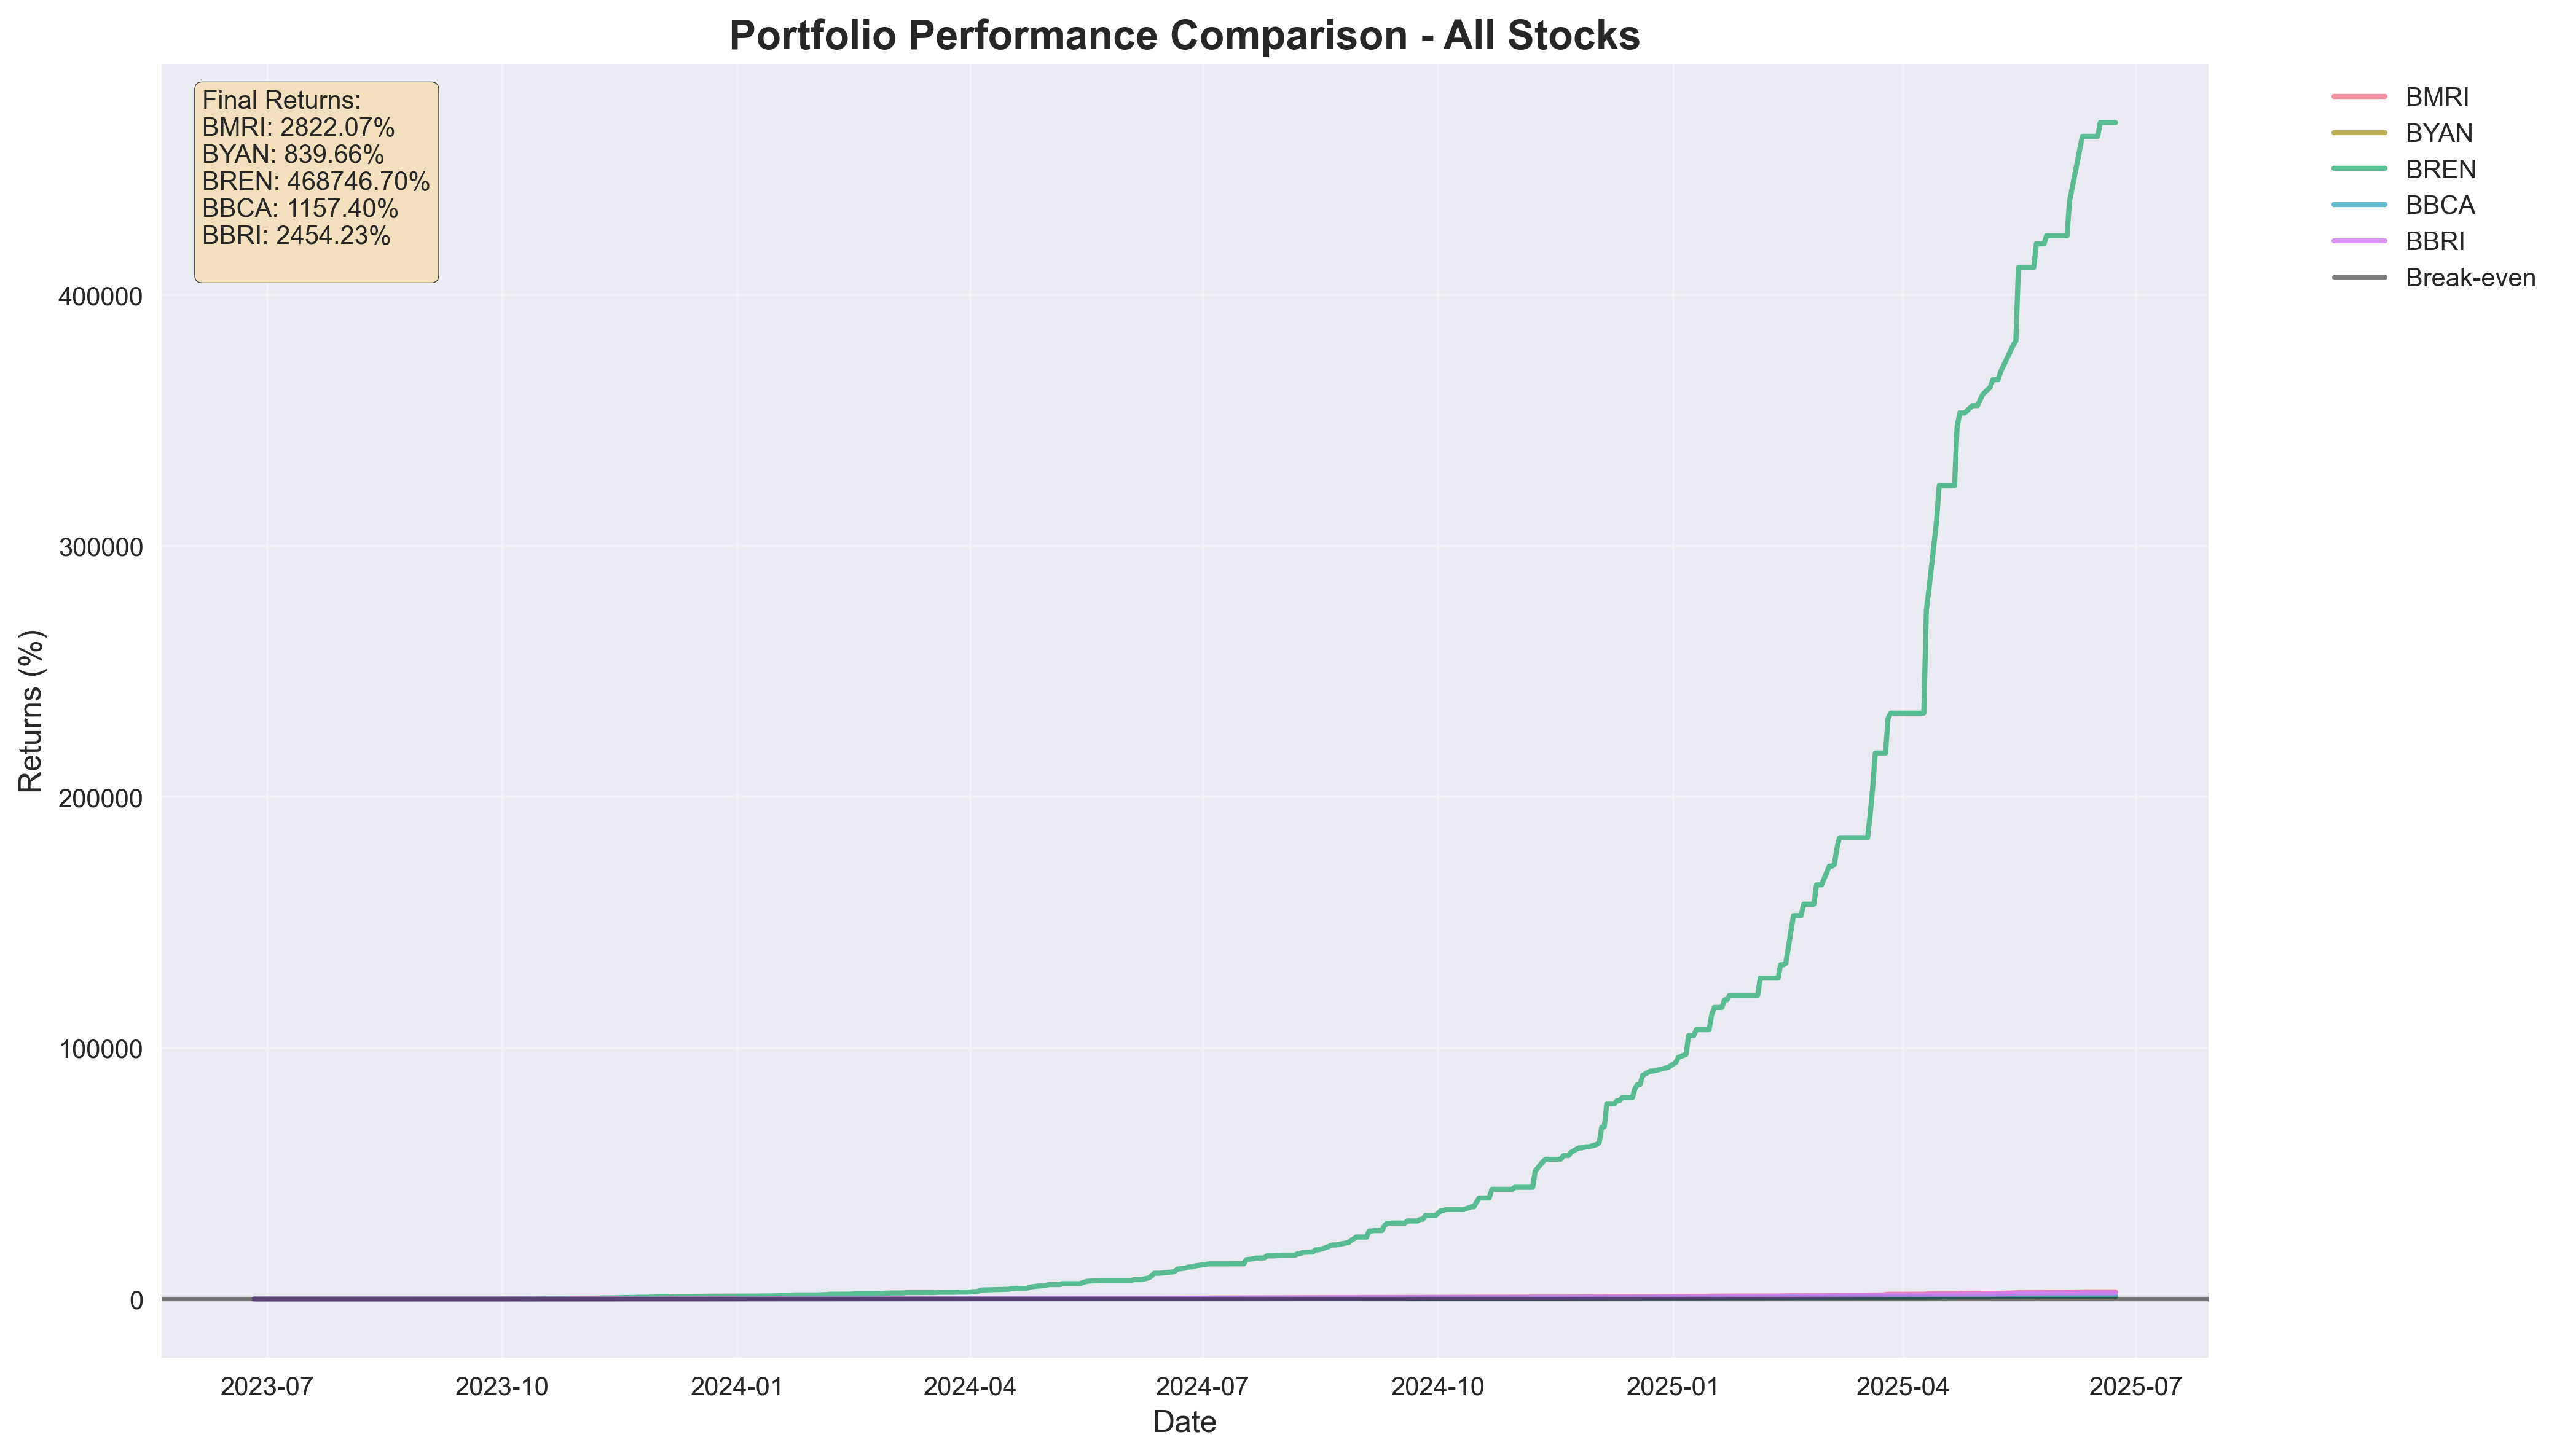 Portfolio Performance Comparison - All Stocks
Final Returns:
BMRI: 2822.07%
BYAN: 839.66%
BREN: 468746.70%
BBCA: 1157.40%
BBRI: 2454.23%
BMRI
BYAN
BREN
BBCA
BBRI
Break-even
Returns (%)
400000
300000
200000
100000
0
2023-07 2023-10 2024-01 2024-04 2024-07 2024-10 2025-01 2025-04 2025-07
Date